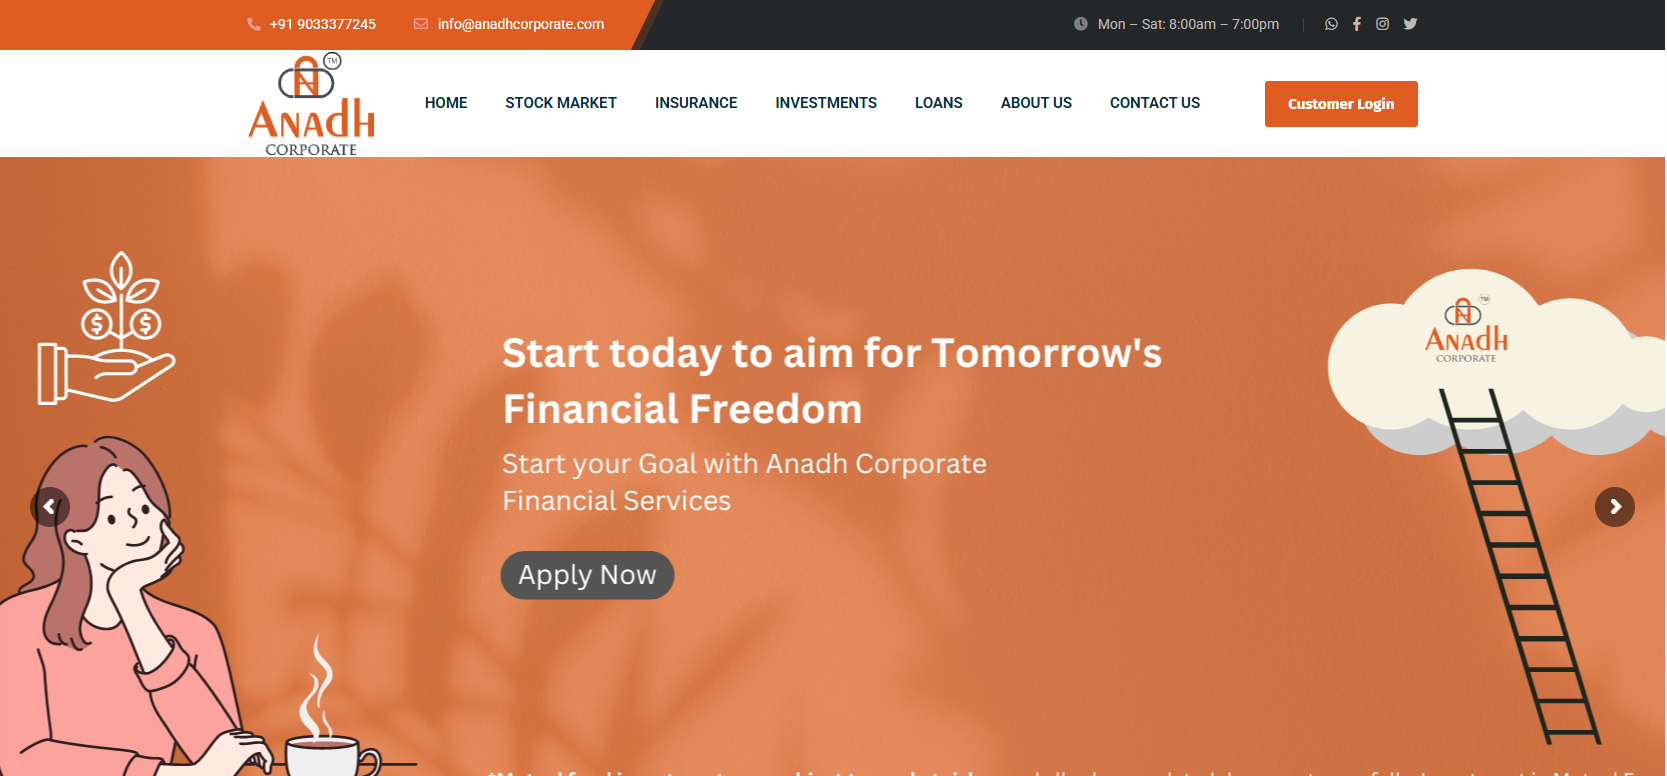 +91 9033377245
info@anadhcorporate.com
Mon – Sat: 8:00am – 7:00pm
TM
ANAdH
CORPORATE
HOME
STOCK MARKET
INSURANCE
INVESTMENTS
LOANS
ABOUT US
CONTACT US
Customer Login
Start today to aim for Tomorrow's
Financial Freedom
Start your Goal with Anadh Corporate
Financial Services
Apply Now
TM
ANAdH
CORPORATE